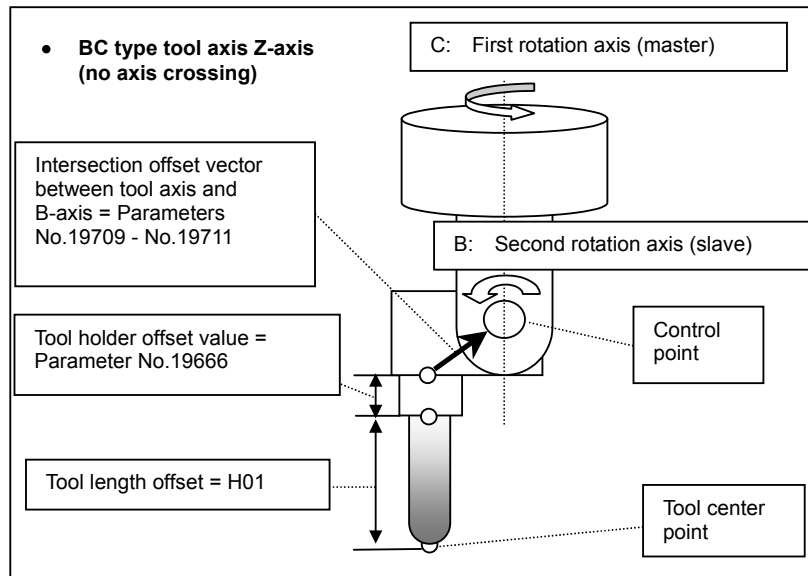 • BC type tool axis Z-axis
(no axis crossing)
C: First rotation axis (master)
Intersection offset vector
between tool axis and
B-axis = Parameters
No.19709 - No.19711
B: Second rotation axis (slave)
Tool holder offset value =
Parameter No.19666
Control
point
Tool length offset = H01
Tool center
point